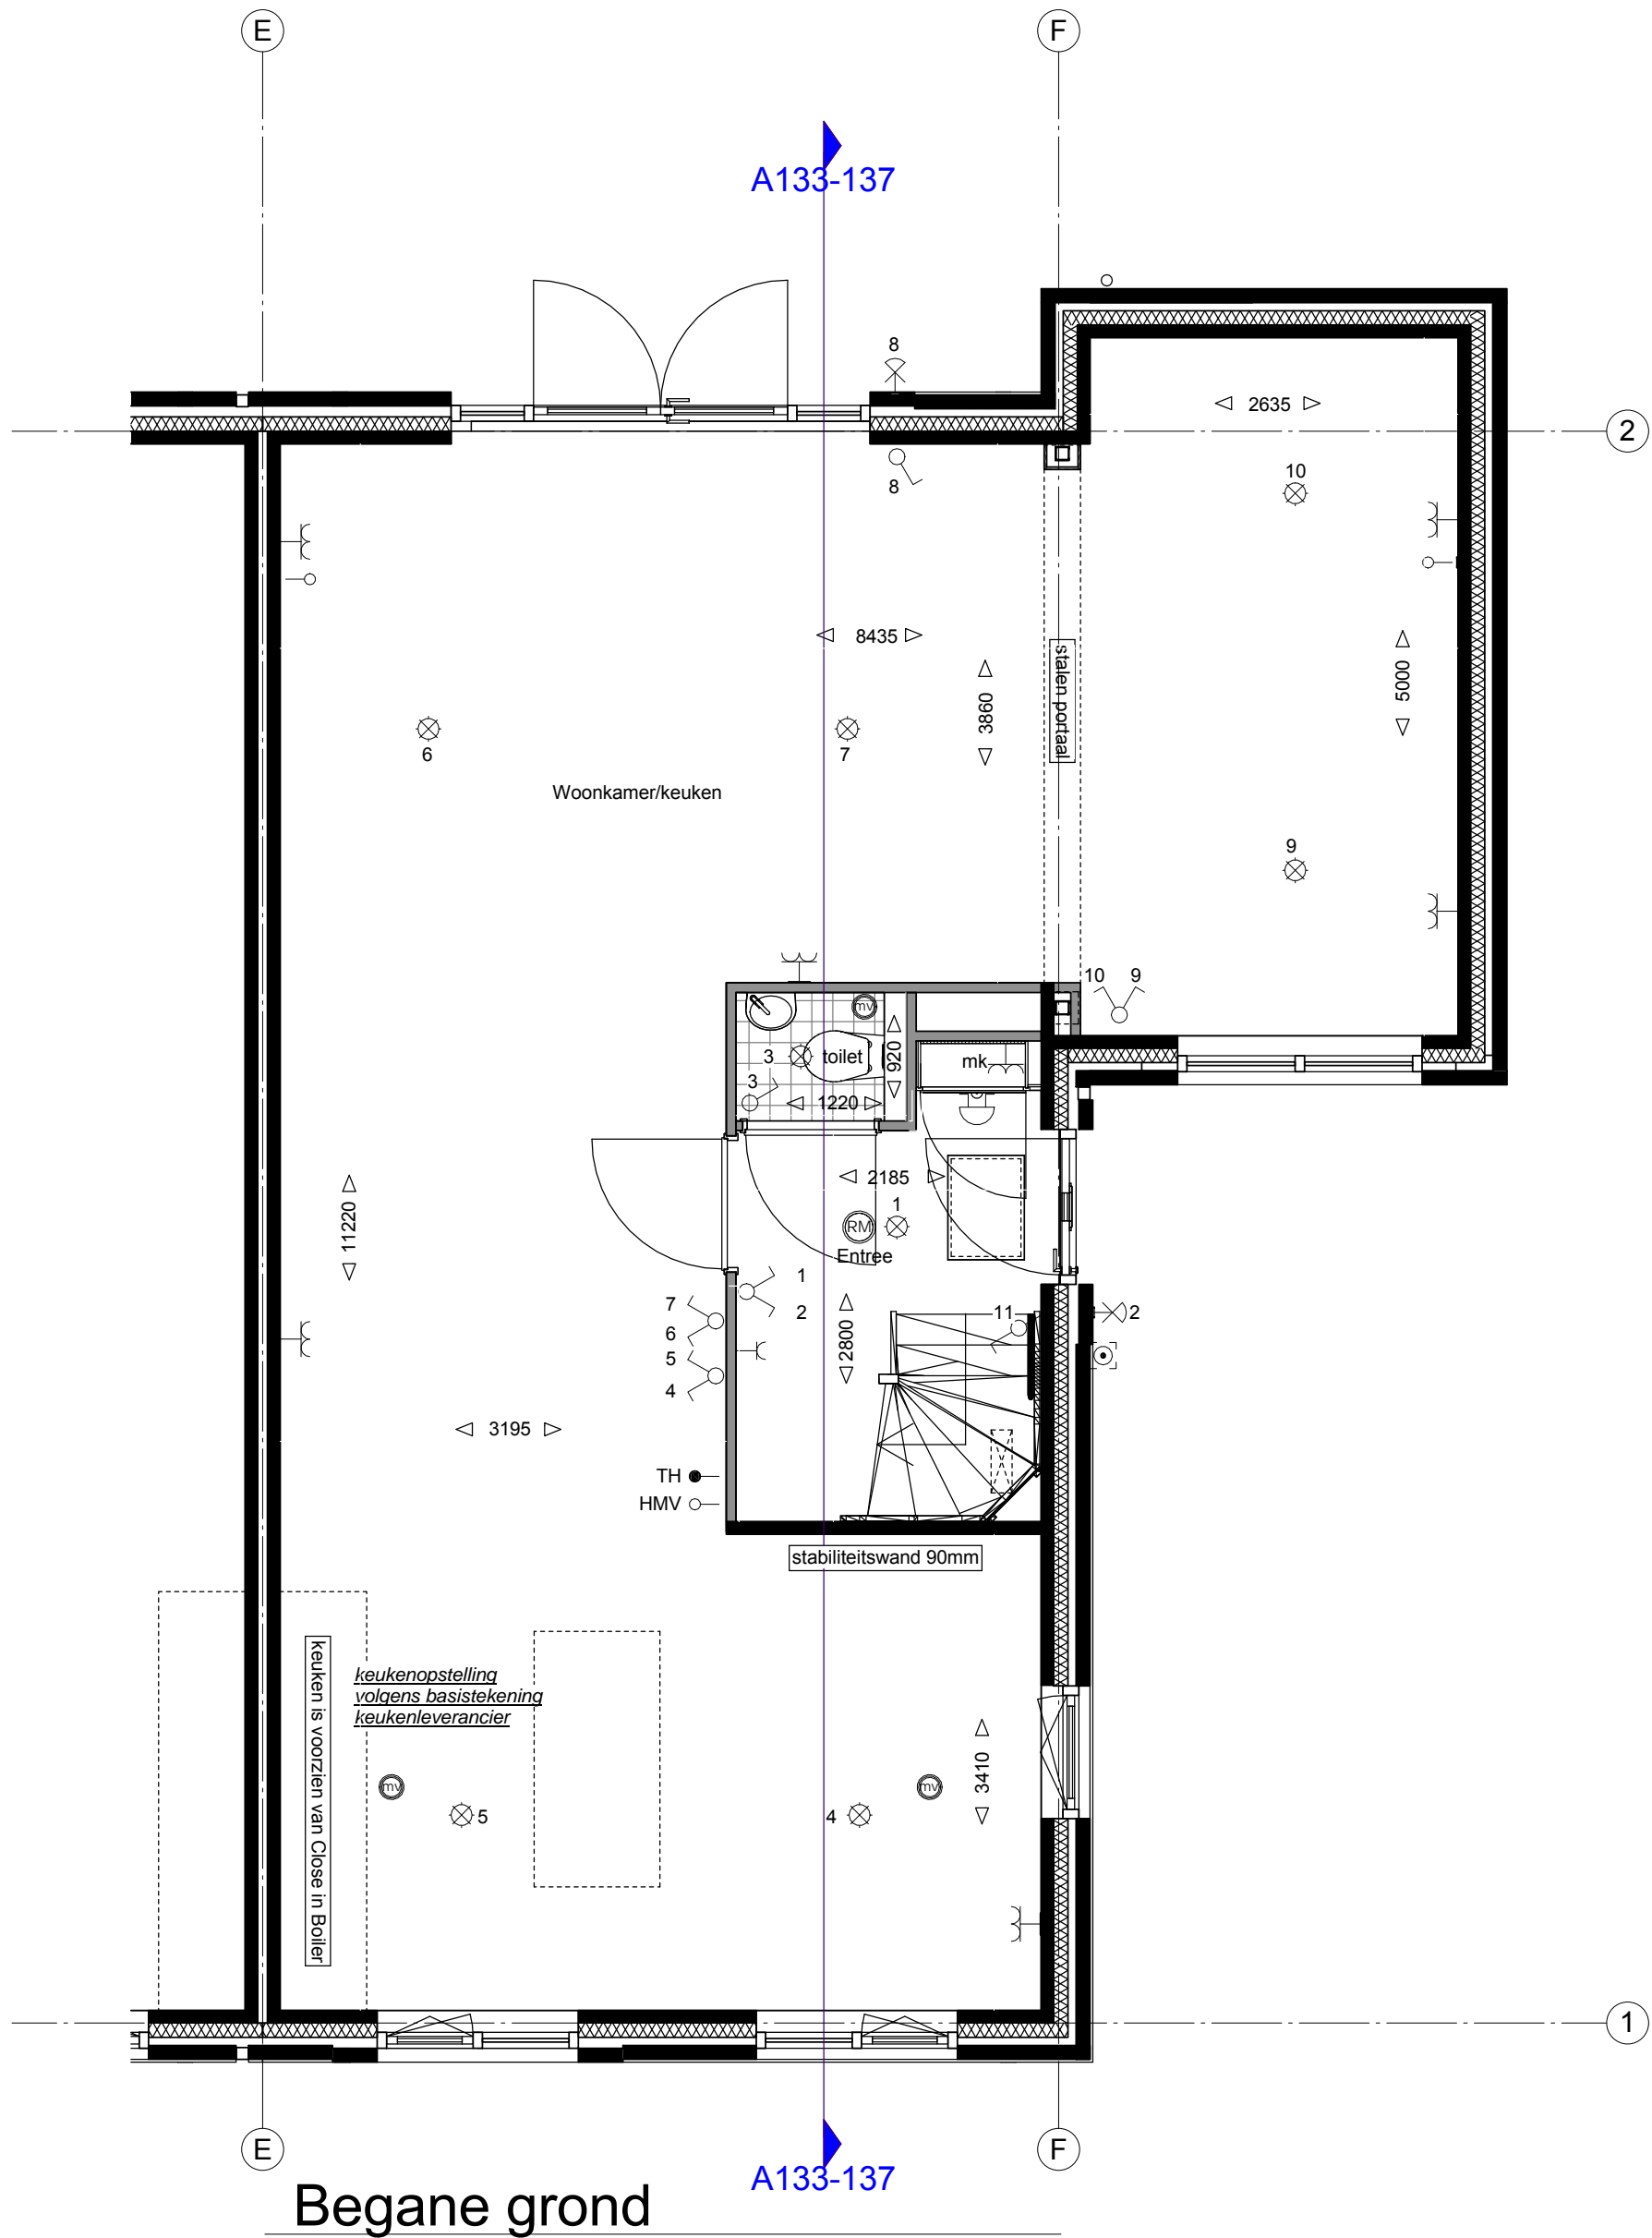 E
F
A133-137
8
2635
2
10
8
8435
3860
stalen portaal
5000
6
7
Woonkamer/keuken
9
10 9
mv
3
toilet
920
mk
3
1220
2185
1
RM
Entree
11220
1
2
7
6
5
4
2800
11
2
3195
TH
HMV
stabiliteitswand 90mm
keuken is voorzien van Close in Boiler
keukenopstelling
volgens basistekening
keukenleverancier
mv
mv
3410
5
4
1
E
F
A133-137
Begane grond